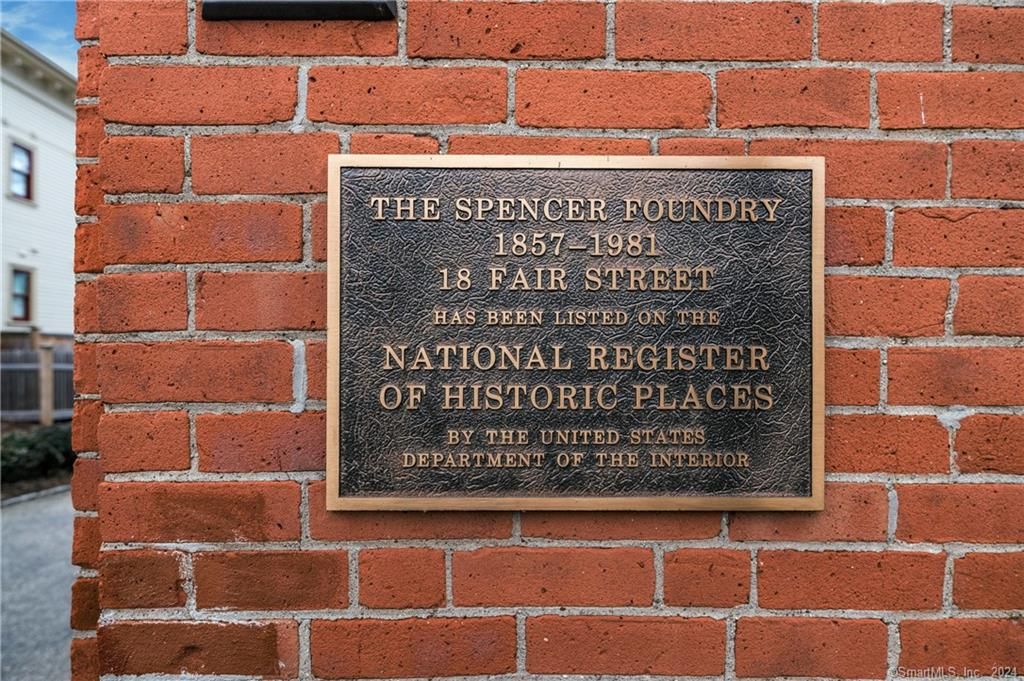 THE SPENCER FOUNDRY
1857–1981
18 FAIR STREET
HAS BEEN LISTED ON THE
NATIONAL REGISTER
OF HISTORIC PLACES
BY THE UNITED STATES
DEPARTMENT OF THE INTERIOR
©SmartMLS, Inc 2024